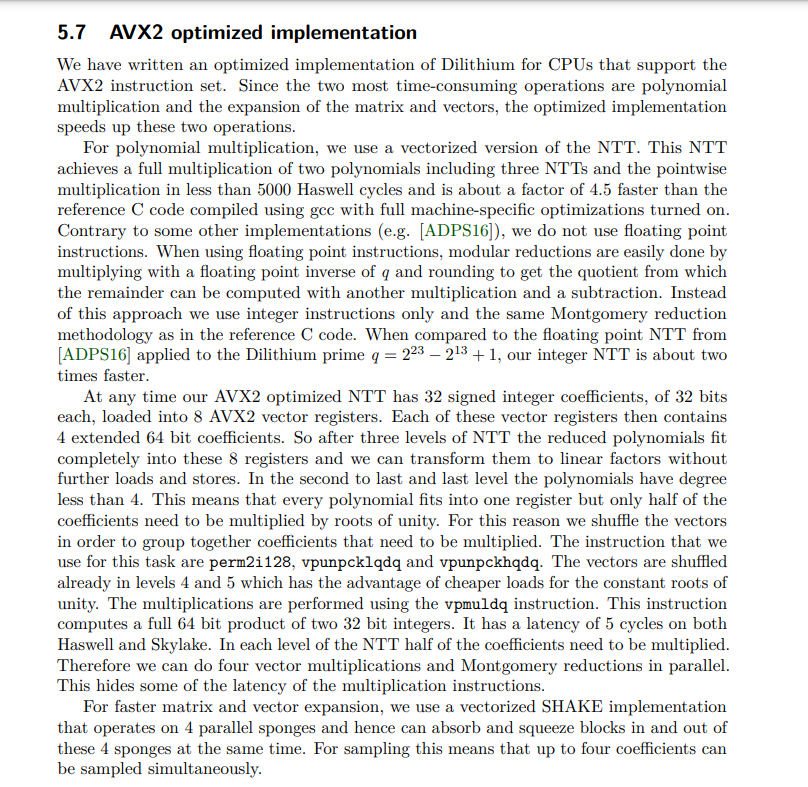 5.7 AVX2 optimized implementation
We have written an optimized implementation of Dilithium for CPUs that support the
AVX2 instruction set. Since the two most time-consuming operations are polynomial
multiplication and the expansion of the matrix and vectors, the optimized implementation
speeds up these two operations.
For polynomial multiplication, we use a vectorized version of the NTT. This NTT
achieves a full multiplication of two polynomials including three NTTs and the pointwise
multiplication in less than 5000 Haswell cycles and is about a factor of 4.5 faster than the
reference C code compiled using gcc with full machine-specific optimizations turned on.
Contrary to some other implementations (e.g. [ADPS16]), we do not use floating point
instructions. When using floating point instructions, modular reductions are easily done by
multiplying with a floating point inverse of q and rounding to get the quotient from which
the remainder can be computed with another multiplication and a subtraction. Instead
of this approach we use integer instructions only and the same Montgomery reduction
methodology as in the reference C code. When compared to the floating point NTT from
[ADPS16] applied to the Dilithium prime q = 2²³ − 2¹³ + 1, our integer NTT is about two
times faster.
At any time our AVX2 optimized NTT has 32 signed integer coefficients, of 32 bits
each, loaded into 8 AVX2 vector registers. Each of these vector registers then contains
4 extended 64 bit coefficients. So after three levels of NTT the reduced polynomials fit
completely into these 8 registers and we can transform them to linear factors without
further loads and stores. In the second to last and last level the polynomials have degree
less than 4. This means that every polynomial fits into one register but only half of the
coefficients need to be multiplied by roots of unity. For this reason we shuffle the vectors
in order to group together coefficients that need to be multiplied. The instruction that we
use for this task are perm2i128, vpunpcklqdq and vpunpckhqdq. The vectors are shuffled
already in levels 4 and 5 which has the advantage of cheaper loads for the constant roots of
unity. The multiplications are performed using the vpmuldq instruction. This instruction
computes a full 64 bit product of two 32 bit integers. It has a latency of 5 cycles on both
Haswell and Skylake. In each level of the NTT half of the coefficients need to be multiplied.
Therefore we can do four vector multiplications and Montgomery reductions in parallel.
This hides some of the latency of the multiplication instructions.
For faster matrix and vector expansion, we use a vectorized SHAKE implementation
that operates on 4 parallel sponges and hence can absorb and squeeze blocks in and out of
these 4 sponges at the same time. For sampling this means that up to four coefficients can
be sampled simultaneously.